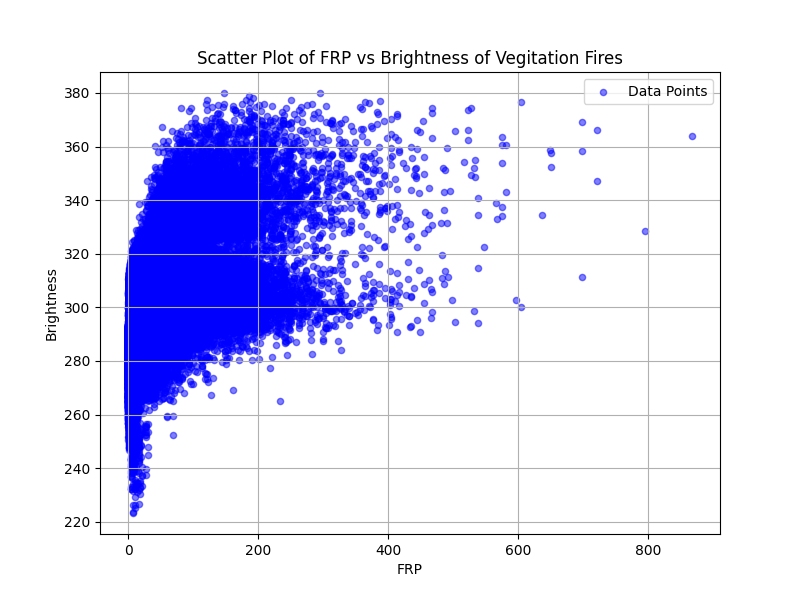 Scatter Plot of FRP vs Brightness of Vegitation Fires
Data Points
380
360
340
320
300
280
260
240
220
Brightness
0 200 400 600 800
FRP